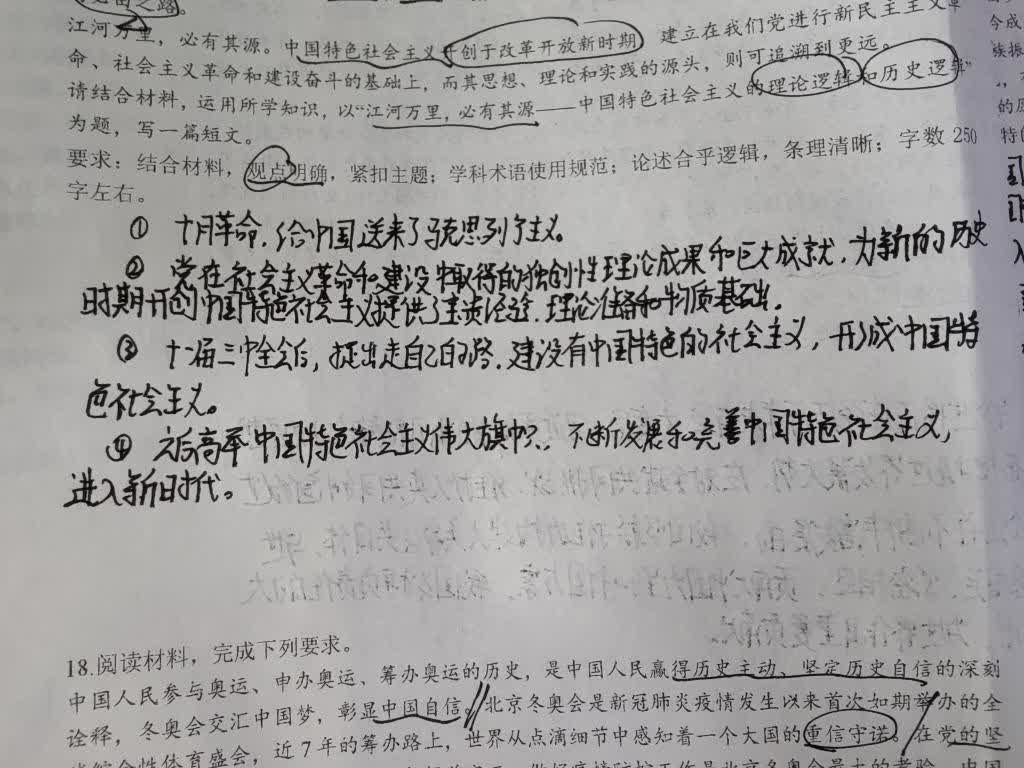 必由之路。
江河万里，必有其源。中国特色社会主义开创于改革开放新时期，建立在我们党进行新民主主义革
命、社会主义革命和建设奋斗的基础上，而其思想、理论和实践的源头，则可追溯到更远。
请结合材料，运用所学知识，以“江河万里，必有其源——中国特色社会主义的理论逻辑和历史逻辑”
为题，写一篇短文。
要求：结合材料，观点明确，紧扣主题；学科术语使用规范；论述合乎逻辑，条理清晰；字数 250
字左右。
① 十月革命，给中国送来了马克思列宁主义。
② 党在社会主义革命和建设中取得的独创性理论成果和巨大成就，为新的历史
时期开创中国特色社会主义提供了宝贵经验、理论准备和物质基础。
③ 十一届三中全会后，提出走自己的路，建设有中国特色的社会主义，形成中国特
色社会主义。
④ 之后高举中国特色社会主义伟大旗帜，不断发展和完善中国特色社会主义，
进入新时代。
18.阅读材料，完成下列要求。
中国人民参与奥运、申办奥运、筹办奥运的历史，是中国人民赢得历史主动、坚定历史自信的深刻
诠释，冬奥会交汇中国梦，彰显中国自信。北京冬奥会是新冠肺炎疫情发生以来首次如期举办的全
球综合性体育盛会，近 7 年的筹办路上，世界从点滴细节中感知着一个大国的重信守诺。在党的坚